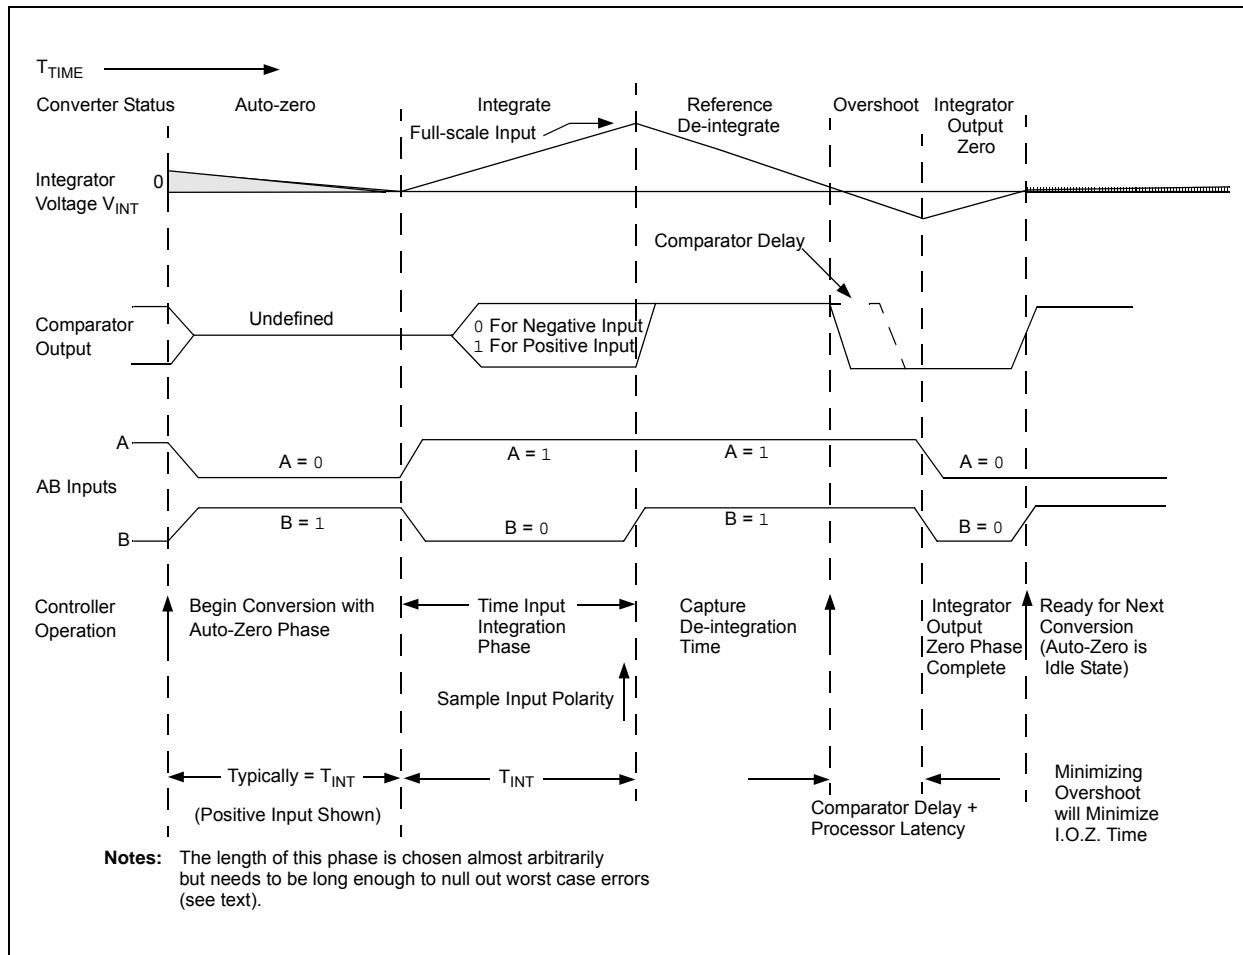 TTIME
Converter Status
Auto-zero
Integrate
Reference
De-integrate
Overshoot
Integrator
Output
Zero
Full-scale Input
Integrator
Voltage VINT
0
Comparator Delay
Comparator
Output
Undefined
0 For Negative Input
1 For Positive Input
A
AB Inputs
B
A = 0
A = 1
A = 1
A = 0
B = 1
B = 0
B = 1
B = 0
Controller
Operation
Begin Conversion with
Auto-Zero Phase
Time Input
Integration
Phase
Capture
De-integration
Time
Integrator
Output
Zero Phase
Complete
Ready for Next
Conversion
(Auto-Zero is
Idle State)
Sample Input Polarity
Typically = TINT
(Positive Input Shown)
TINT
Comparator Delay +
Processor Latency
Minimizing
Overshoot
will Minimize
I.O.Z. Time
Notes: The length of this phase is chosen almost arbitrarily
but needs to be long enough to null out worst case errors
(see text).